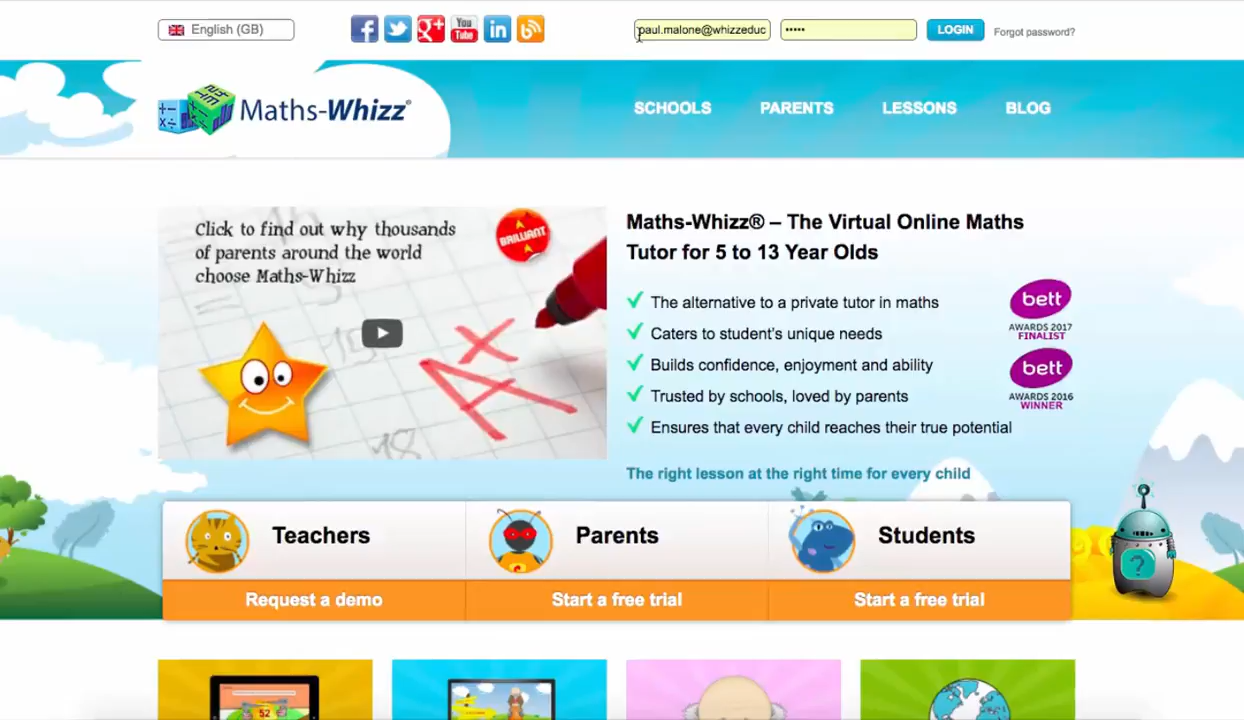 English (GB)
You
Tube
paul.malone@whizzeduc
•••••
LOGIN
Forgot password?
Maths-Whizz®
SCHOOLS
PARENTS
LESSONS
BLOG
Click to find out why thousands
of parents around the world
choose Maths-Whizz
BRILLIANT
Maths-Whizz® – The Virtual Online Maths
Tutor for 5 to 13 Year Olds
The alternative to a private tutor in maths
Caters to student's unique needs
Builds confidence, enjoyment and ability
Trusted by schools, loved by parents
Ensures that every child reaches their true potential
bett
AWARDS 2017
FINALIST
bett
AWARDS 2016
WINNER
The right lesson at the right time for every child
Teachers
Parents
Students
Request a demo
Start a free trial
Start a free trial
52